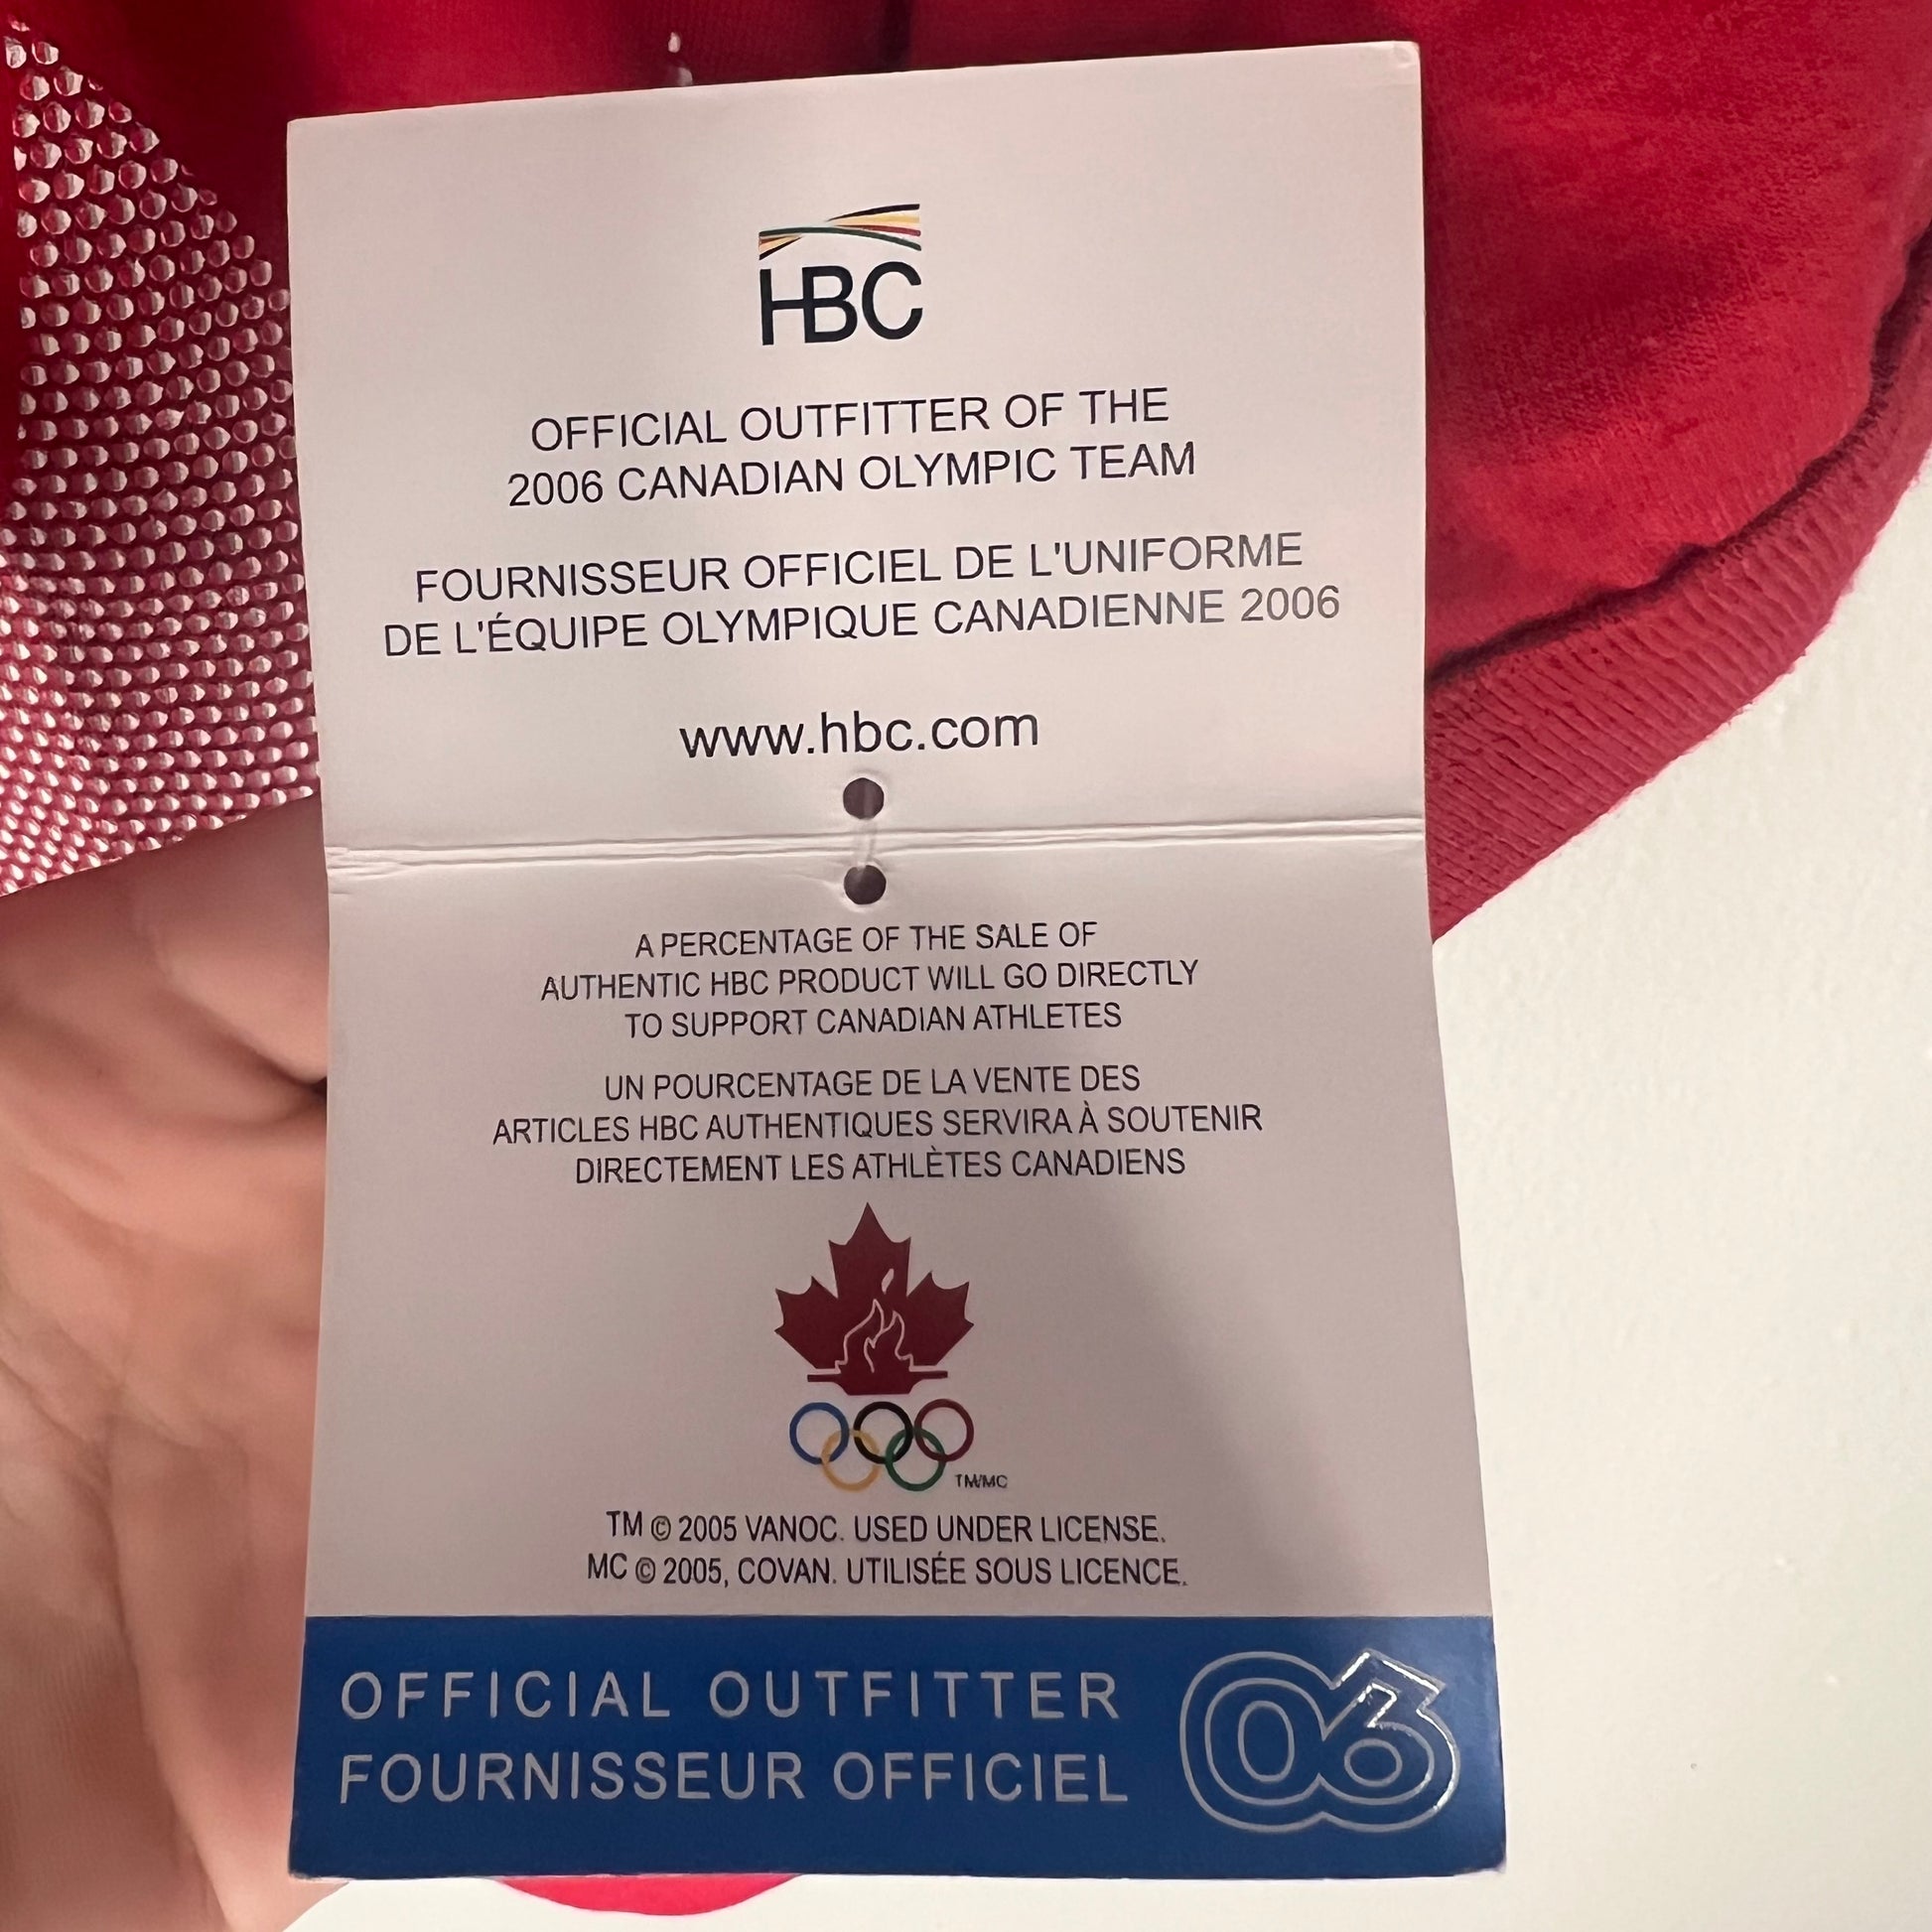 HBC
OFFICIAL OUTFITTER OF THE
2006 CANADIAN OLYMPIC TEAM
FOURNISSEUR OFFICIEL DE L'UNIFORME
DE L'ÉQUIPE OLYMPIQUE CANADIENNE 2006
www.hbc.com
A PERCENTAGE OF THE SALE OF
AUTHENTIC HBC PRODUCT WILL GO DIRECTLY
TO SUPPORT CANADIAN ATHLETES
UN POURCENTAGE DE LA VENTE DES
ARTICLES HBC AUTHENTIQUES SERVIRA À SOUTENIR
DIRECTEMENT LES ATHLÈTES CANADIENS
TM/MC
TM © 2005 VANOC. USED UNDER LICENSE.
MC © 2005, COVAN. UTILISÉE SOUS LICENCE.
OFFICIAL OUTFITTER
FOURNISSEUR OFFICIEL
06